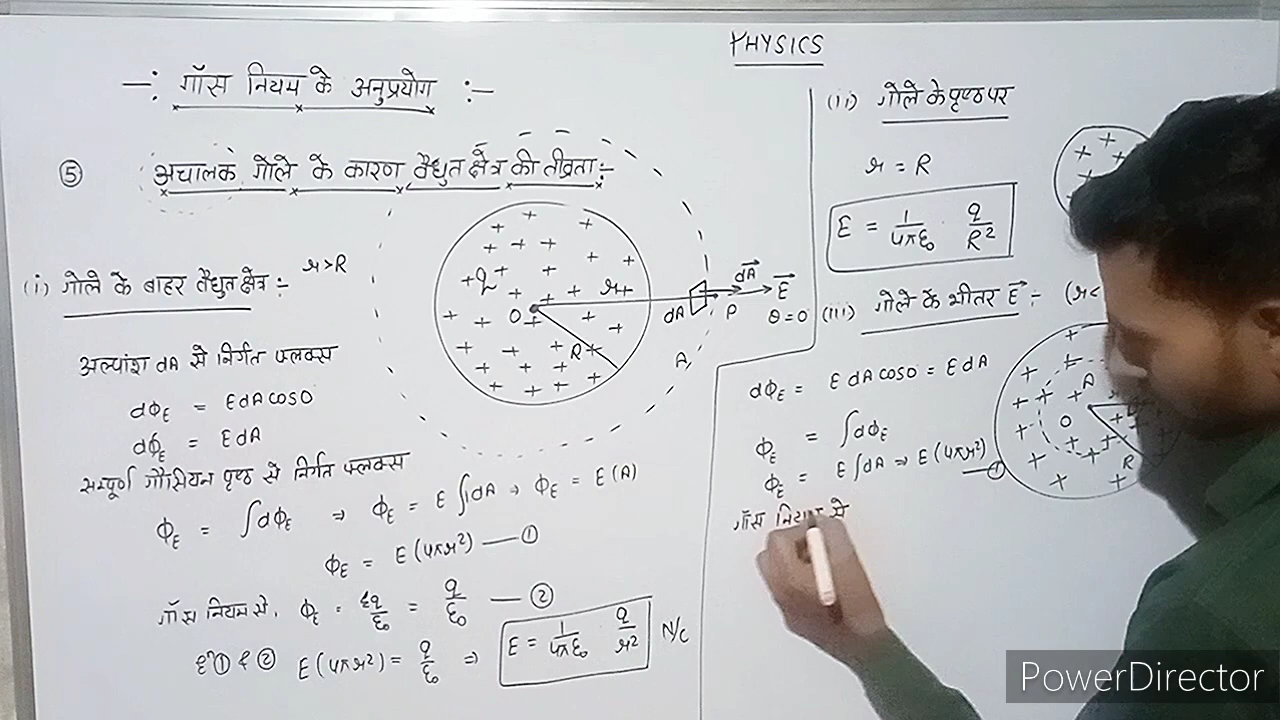 PHYSICS
-: गॉस नियम के अनुप्रयोग :-
⑤ अचालक गोले के कारण वैधुत क्षेत्र की तीव्रता:-
(i) गोले के बाहर वैधुत क्षेत्र :- r>R
q
O
r
R
dA
dA⃗
P
E⃗
θ=0
A
अल्पांश dA से निर्गत फ्लक्स
dΦE = EdA COS0
dΦE = EdA
सम्पूर्ण गौसियन पृष्ठ से निर्गत फ्लक्स
ΦE = ∫dΦE ⇒ ΦE = E∫dA ⇒ ΦE = E(A)
ΦE = E(4πr²) —①
गॉस नियम से, ΦE = Σq/ε₀ = q/ε₀ —②
① & ② E(4πr²) = q/ε₀ ⇒ E = 1/4πε₀ q/r² N/C
(ii) गोले के पृष्ठ पर
r = R
E = 1/4πε₀ q/R²
(iii) गोले के भीतर E⃗ :- (r<
A
O
R
dΦE = E dA COS0 = E dA
ΦE = ∫dΦE
ΦE = E∫dA ⇒ E(4πr²) —①
गॉस नियम से
PowerDirector